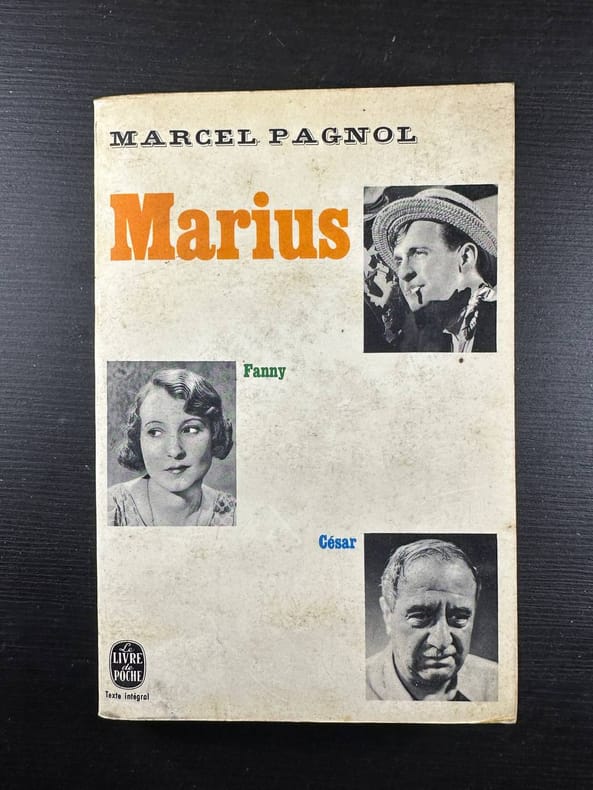 MARCEL PAGNOL
Marius
Fanny
César
Le
LIVRE
de
POCHE
Texte intégral